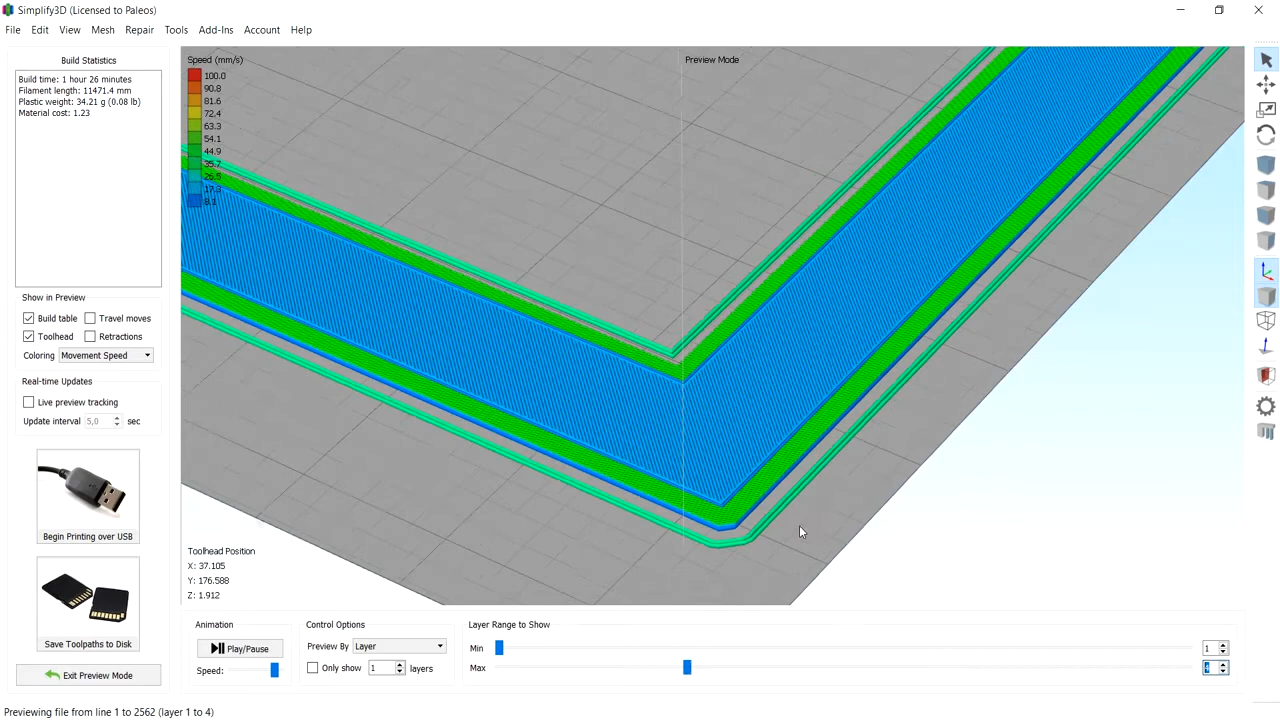 Simplify3D (Licensed to Paleos)
File Edit View Mesh Repair Tools Add-Ins Account Help
Build Statistics
Build time: 1 hour 26 minutes
Filament length: 11471.4 mm
Plastic weight: 34.21 g (0.08 lb)
Material cost: 1.23
Speed (mm/s)
100.0
90.8
81.6
72.4
63.3
54.1
44.9
35.7
26.5
17.3
8.1
Preview Mode
Show in Preview
Build table Travel moves
Toolhead Retractions
Coloring Movement Speed
Real-time Updates
Live preview tracking
Update interval 5,0 sec
Begin Printing over USB
Save Toolpaths to Disk
Exit Preview Mode
Toolhead Position
X: 37.105
Y: 176.588
Z: 1.912
Animation
Play/Pause
Speed:
Control Options
Preview By Layer
Only show 1 layers
Layer Range to Show
Min 1
Max 4
Previewing file from line 1 to 2562 (layer 1 to 4)